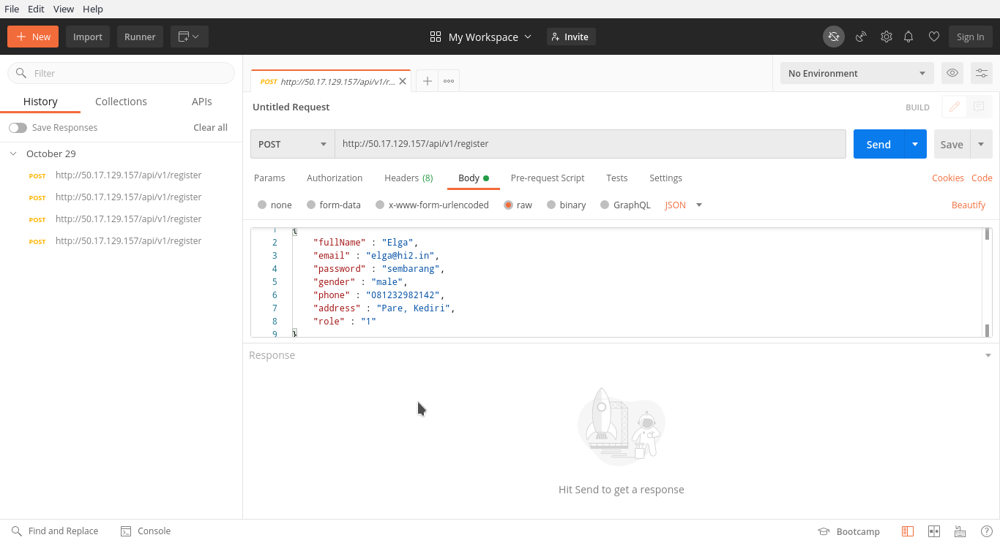 File Edit View Help
New Import Runner My Workspace Invite Sign In
Filter
History Collections APIs
Save Responses Clear all
October 29
POST http://50.17.129.157/api/v1/register
POST http://50.17.129.157/api/v1/register
POST http://50.17.129.157/api/v1/register
POST http://50.17.129.157/api/v1/register
POST http://50.17.129.157/api/v1/r... No Environment
Untitled Request BUILD
POST http://50.17.129.157/api/v1/register Send Save
Params Authorization Headers (8) Body Pre-request Script Tests Settings Cookies Code
none form-data x-www-form-urlencoded raw binary GraphQL JSON Beautify
1 {
2 "fullName" : "Elga",
3 "email" : "elga@hi2.in",
4 "password" : "sembarang",
5 "gender" : "male",
6 "phone" : "081232982142",
7 "address" : "Pare, Kediri",
8 "role" : "1"
9 }
Response
Hit Send to get a response
Find and Replace Console Bootcamp